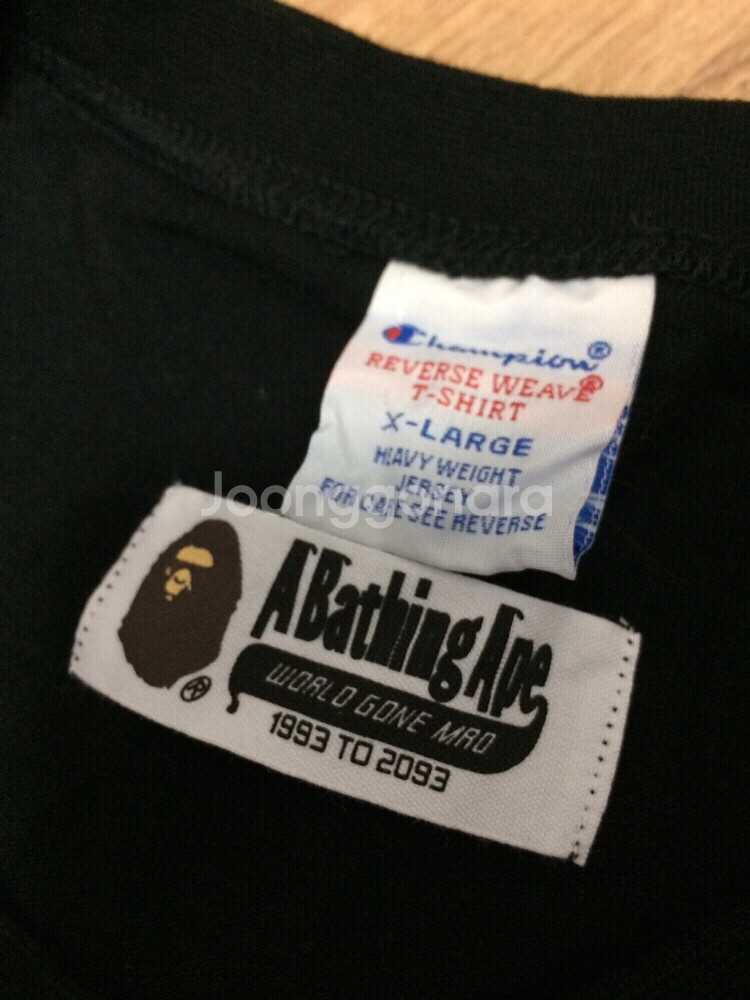 Champion®
REVERSE WEAVE®
T-SHIRT
X-LARGE
HEAVY WEIGHT
JERSEY
FOR CARE SEE REVERSE
Joonggonara
A Bathing Ape
®
WORLD GONE MAD
1993 TO 2093